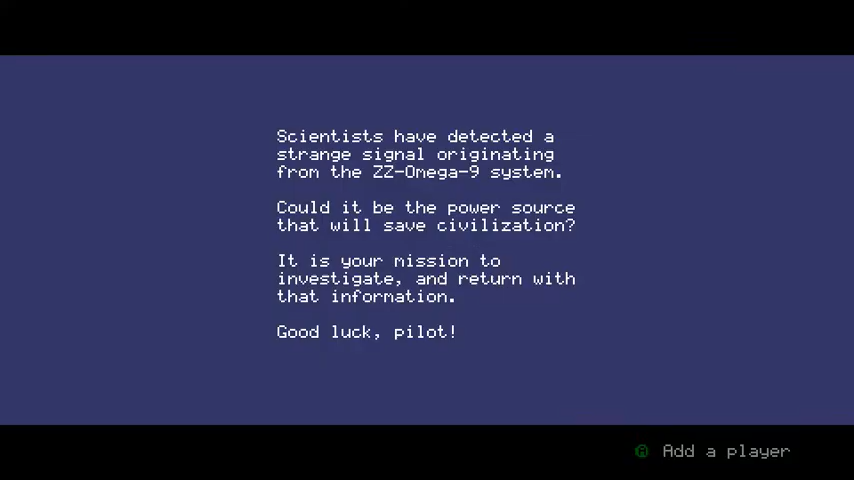 Scientists have detected a
strange signal originating
from the ZZ-Omega-9 system.
Could it be the power source
that will save civilization?
It is your mission to
investigate, and return with
that information.
Good luck, pilot!
A Add a player